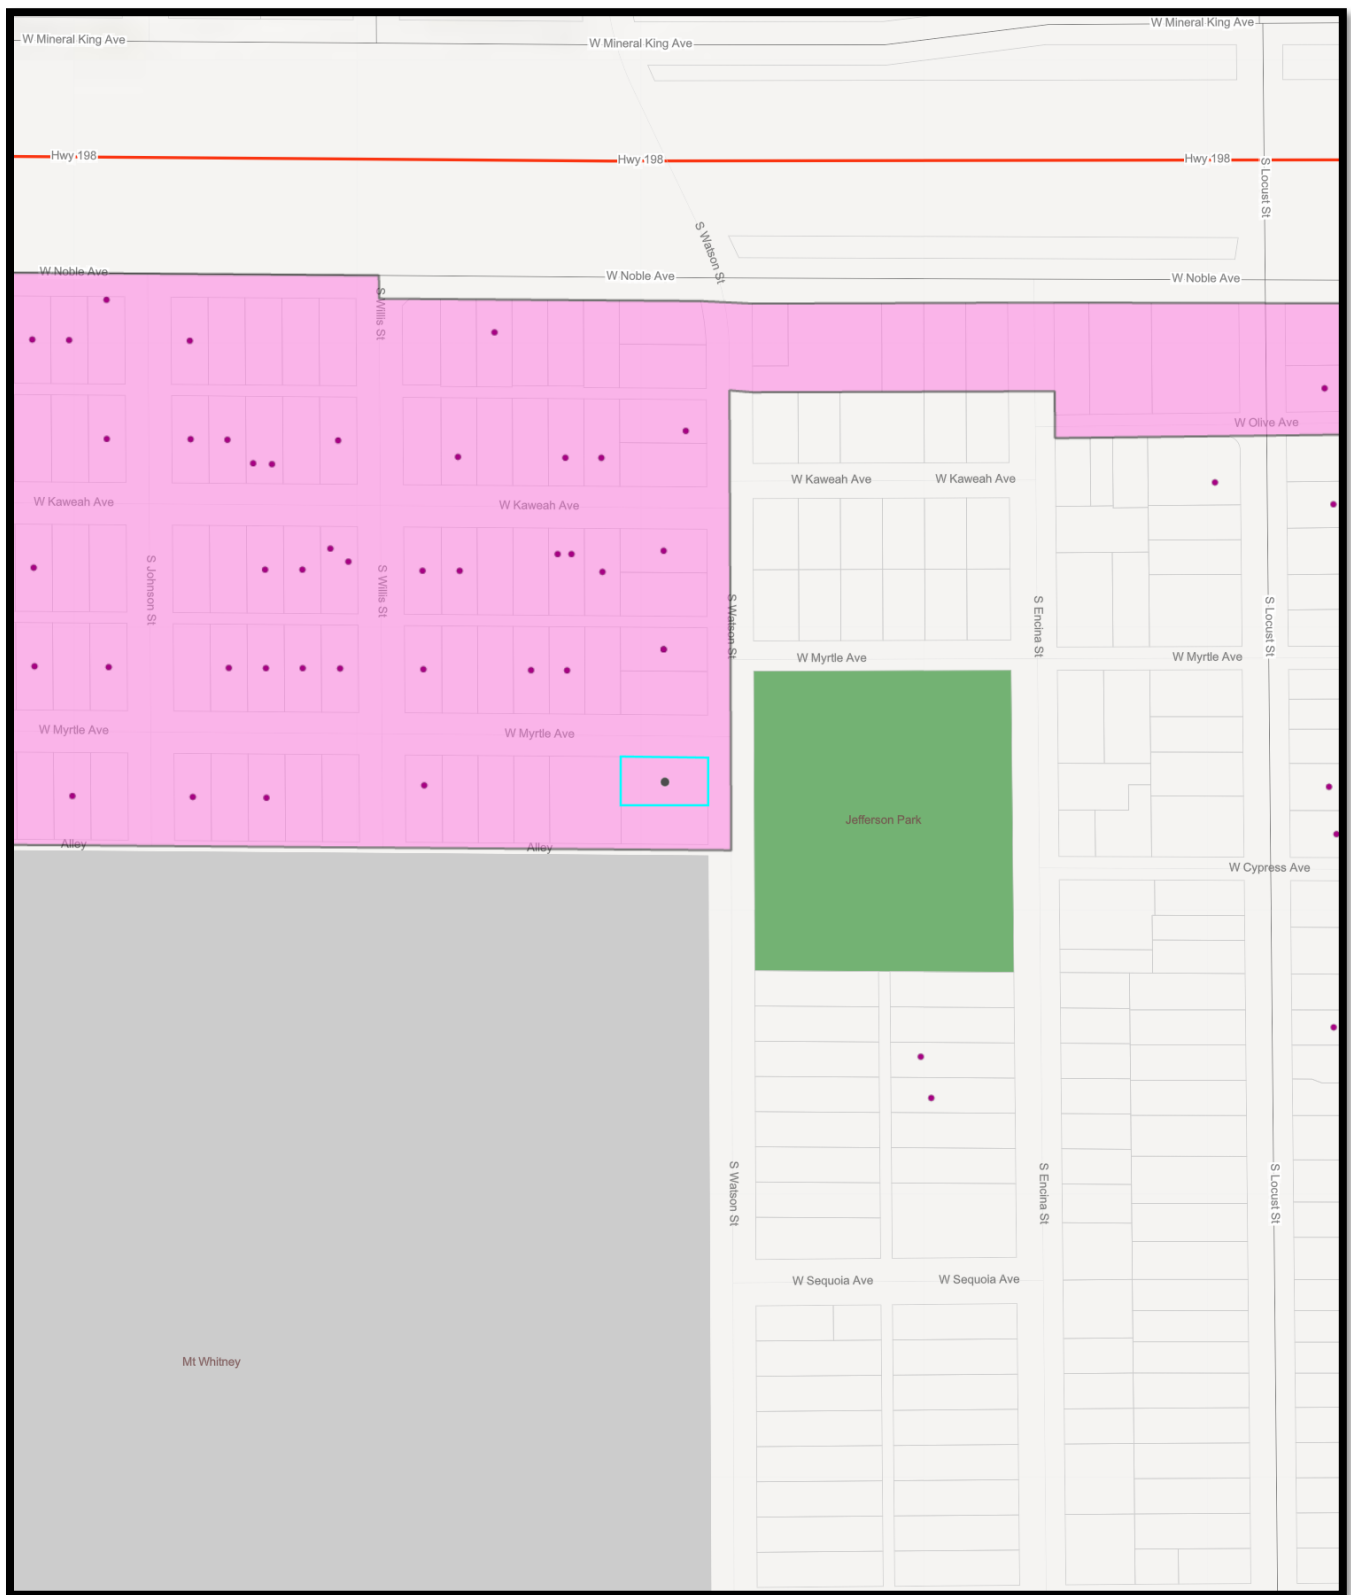 W Mineral King Ave
W Mineral King Ave
W Mineral King Ave
Hwy 198
Hwy 198
Hwy 198
S Locust St
S Watson St
W Noble Ave
W Noble Ave
W Noble Ave
S Willis St
W Olive Ave
W Kaweah Ave
W Kaweah Ave
W Kaweah Ave
W Kaweah Ave
S Johnson St
S Willis St
S Watson St
S Encina St
S Locust St
W Myrtle Ave
W Myrtle Ave
W Myrtle Ave
W Myrtle Ave
Jefferson Park
Alley
Alley
W Cypress Ave
S Watson St
S Encina St
S Locust St
W Sequoia Ave
W Sequoia Ave
Mt Whitney